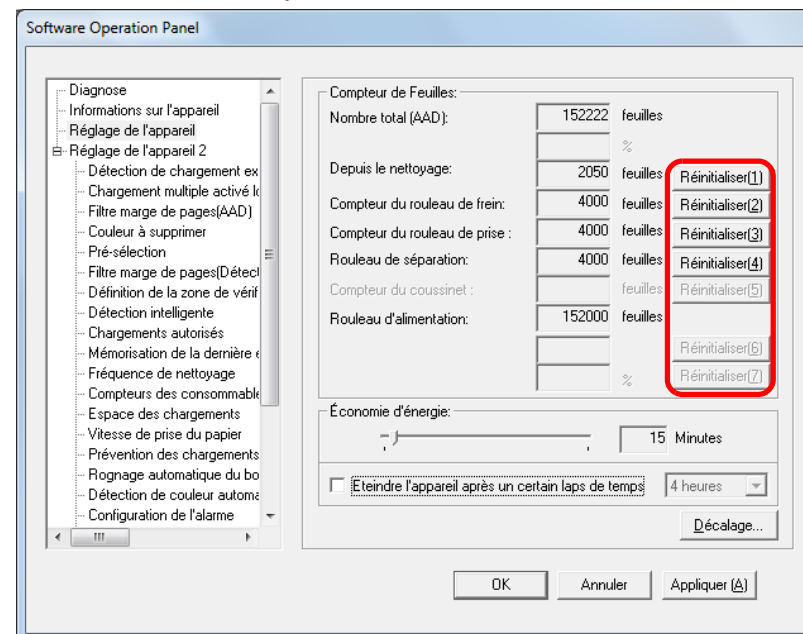 Software Operation Panel
Diagnose
Informations sur l'appareil
Réglage de l'appareil
Réglage de l'appareil 2
Détection de chargement ex
Chargement multiple activé lo
Filtre marge de pages(AAD)
Couleur à supprimer
Pré-sélection
Filtre marge de pages(Détect
Définition de la zone de vérif
Détection intelligente
Chargements autorisés
Mémorisation de la dernière e
Fréquence de nettoyage
Compteurs des consommable
Espace des chargements
Vitesse de prise du papier
Prévention des chargements
Rognage automatique du bo
Détection de couleur automa
Configuration de l'alarme
Compteur de Feuilles:
Nombre total (AAD): 152222 feuilles
%
Depuis le nettoyage: 2050 feuilles Réinitialiser(1)
Compteur du rouleau de frein: 4000 feuilles Réinitialiser(2)
Compteur du rouleau de prise : 4000 feuilles Réinitialiser(3)
Rouleau de séparation: 4000 feuilles Réinitialiser(4)
Compteur du coussinet : feuilles Réinitialiser(5)
Rouleau d'alimentation: 152000 feuilles
Réinitialiser(6)
% Réinitialiser(7)
Économie d'énergie:
15 Minutes
Eteindre l'appareil après un certain laps de temps 4 heures
Décalage...
OK Annuler Appliquer (A)